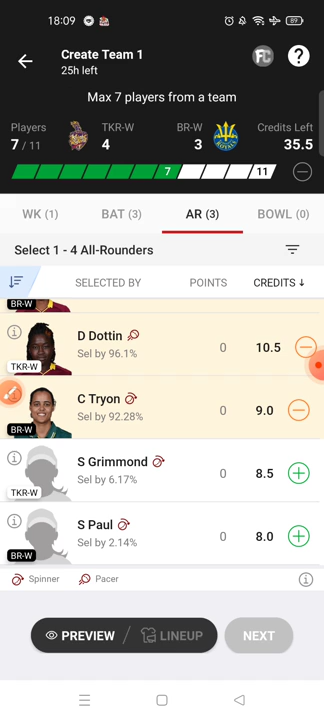 18:09
89
Create Team 1
25h left
FC
?
Max 7 players from a team
Players
7 / 11
TKR-W
4
BR-W
3
ROYALS
Credits Left
35.5
7
11
WK (1)
BAT (3)
AR (3)
BOWL (0)
Select 1 - 4 All-Rounders
SELECTED BY
POINTS
CREDITS ↓
BR-W
D Dottin
Sel by 96.1%
0
10.5
TKR-W
C Tryon
Sel by 92.28%
0
9.0
BR-W
S Grimmond
Sel by 6.17%
0
8.5
TKR-W
S Paul
Sel by 2.14%
0
8.0
BR-W
Spinner
Pacer
PREVIEW / LINEUP
NEXT